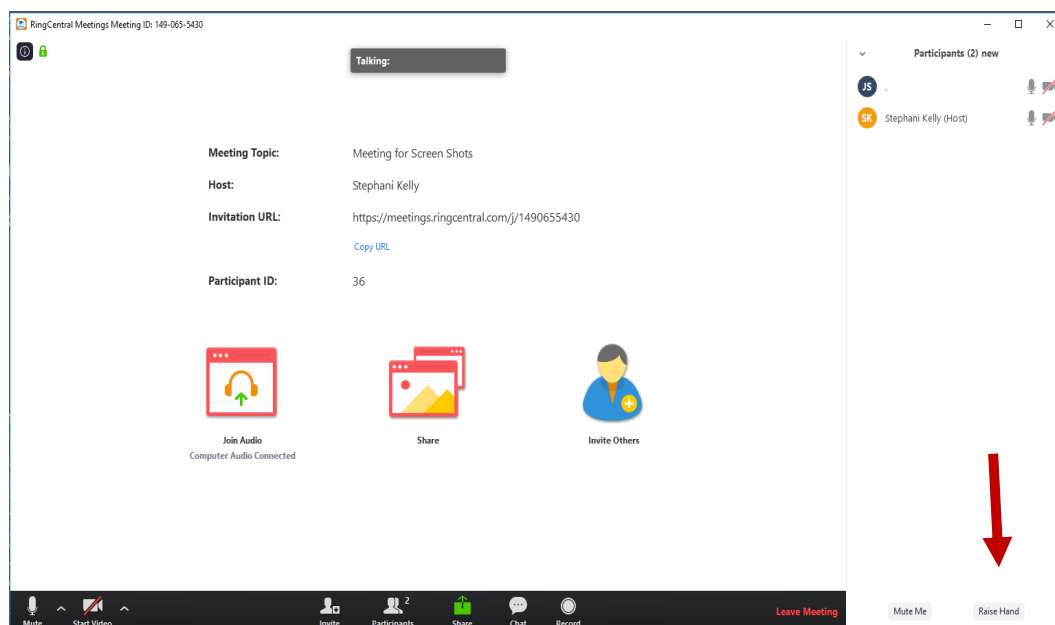 RingCentral Meetings Meeting ID: 149-065-5430
Talking:
Participants (2) new
JS .
SK Stephani Kelly (Host)
Meeting Topic: Meeting for Screen Shots
Host: Stephani Kelly
Invitation URL: https://meetings.ringcentral.com/j/1490655430
Copy URL
Participant ID: 36
Join Audio Share Invite Others
Computer Audio Connected
Mute Start Video Invite Participants 2 Share Chat Record Leave Meeting
Mute Me Raise Hand